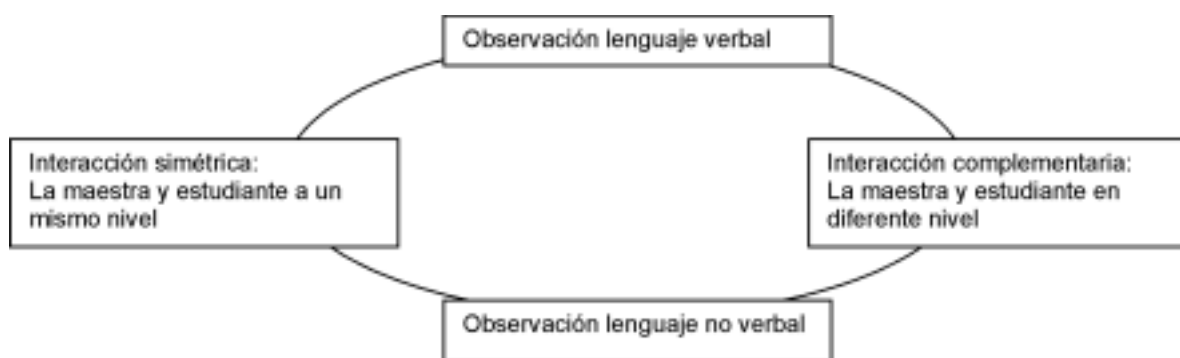 Observación lenguaje verbal
Interacción simétrica:
La maestra y estudiante a un
mismo nivel
Interacción complementaria:
La maestra y estudiante en
diferente nivel
Observación lenguaje no verbal